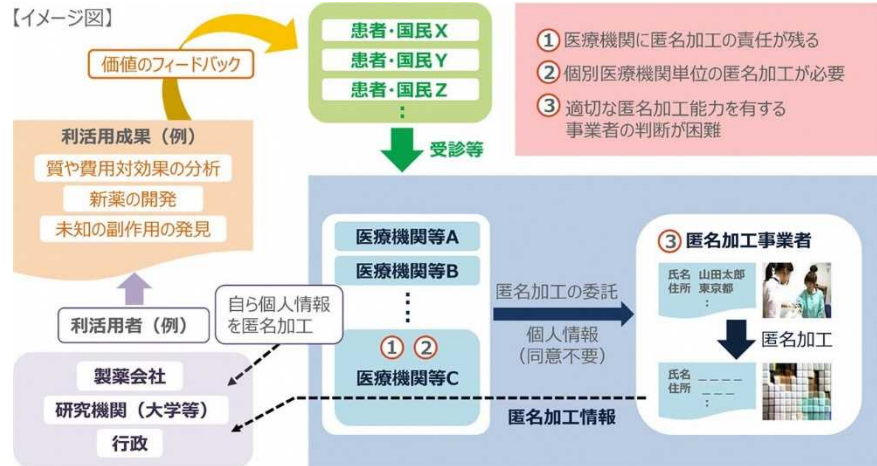 【イメージ図】
価値のフィードバック
患者・国民X
患者・国民Y
患者・国民Z
⋮
受診等
① 医療機関に匿名加工の責任が残る
② 個別医療機関単位の匿名加工が必要
③ 適切な匿名加工能力を有する
事業者の判断が困難
利活用成果（例）
質や費用対効果の分析
新薬の開発
未知の副作用の発見
利活用者（例）
製薬会社
研究機関（大学等）
行政
自ら個人情報
を匿名加工
医療機関等A
医療機関等B
⋮
① ②
医療機関等C
匿名加工の委託
個人情報
（同意不要）
匿名加工情報
③ 匿名加工事業者
氏名 山田太郎
住所 東京都
:
匿名加工
氏名 ＿＿＿＿
住所 ＿＿＿
: